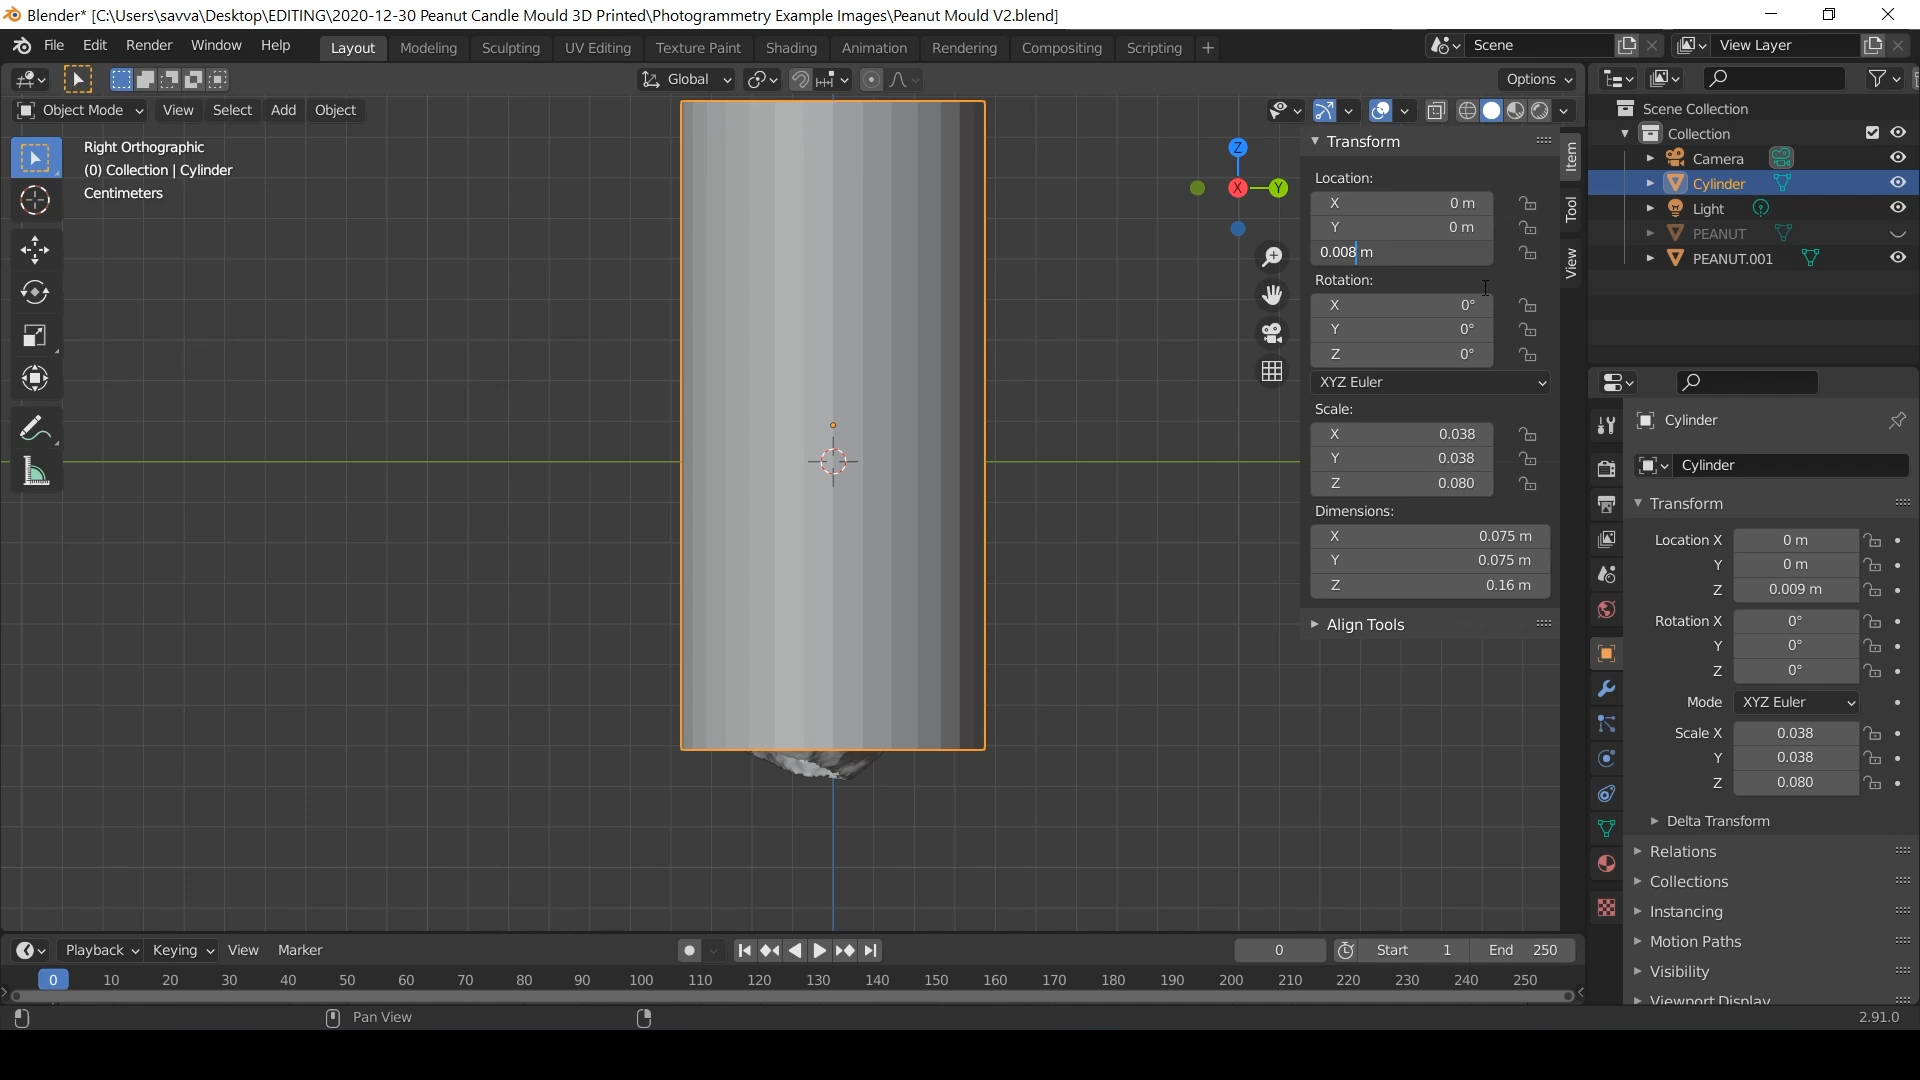 Blender* [C:\Users\savva\Desktop\EDITING\2020-12-30 Peanut Candle Mould 3D Printed\Photogrammetry Example Images\Peanut Mould V2.blend]
File Edit Render Window Help Layout Modeling Sculpting UV Editing Texture Paint Shading Animation Rendering Compositing Scripting + Scene View Layer
Global Options
Object Mode View Select Add Object
Right Orthographic
(0) Collection | Cylinder
Centimeters
Z
X
Y
Transform
Location:
X 0 m
Y 0 m
0.008 m
Rotation:
X 0°
Y 0°
Z 0°
XYZ Euler
Scale:
X 0.038
Y 0.038
Z 0.080
Dimensions:
X 0.075 m
Y 0.075 m
Z 0.16 m
Align Tools
Item
Tool
View
Scene Collection
Collection
Camera
Cylinder
Light
PEANUT
PEANUT.001
Cylinder
Cylinder
Transform
Location X 0 m
Y 0 m
Z 0.009 m
Rotation X 0°
Y 0°
Z 0°
Mode XYZ Euler
Scale X 0.038
Y 0.038
Z 0.080
Delta Transform
Relations
Collections
Instancing
Motion Paths
Visibility
Viewport Display
Playback Keying View Marker 0 Start 1 End 250
0 10 20 30 40 50 60 70 80 90 100 110 120 130 140 150 160 170 180 190 200 210 220 230 240 250
Pan View
2.91.0